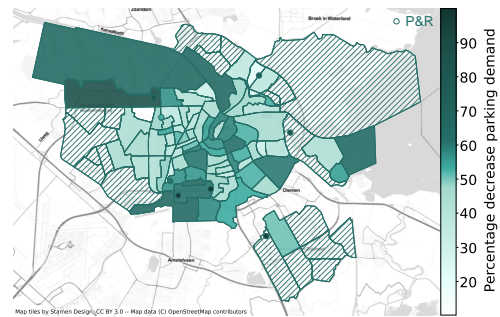 Zaandam
Broek in Waterland
P&R
Diemen
Amstelveen
Percentage decrease parking demand
90
80
70
60
50
40
30
20
Map tiles by Stamen Design, CC BY 3.0 -- Map data (C) OpenStreetMap contributors